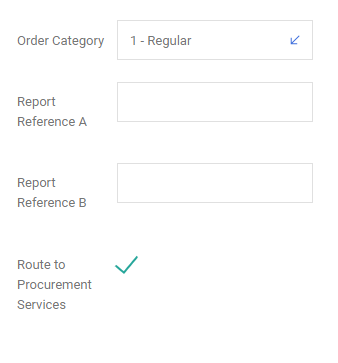 Order Category 1 - Regular
Report
Reference A
Report
Reference B
Route to
Procurement
Services